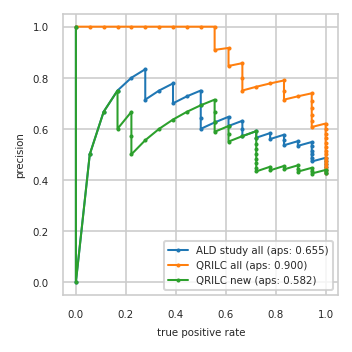 1.0
0.8
0.6
0.4
0.2
0.0
precision
0.0 0.2 0.4 0.6 0.8 1.0
true positive rate
ALD study all (aps: 0.655)
QRILC all (aps: 0.900)
QRILC new (aps: 0.582)